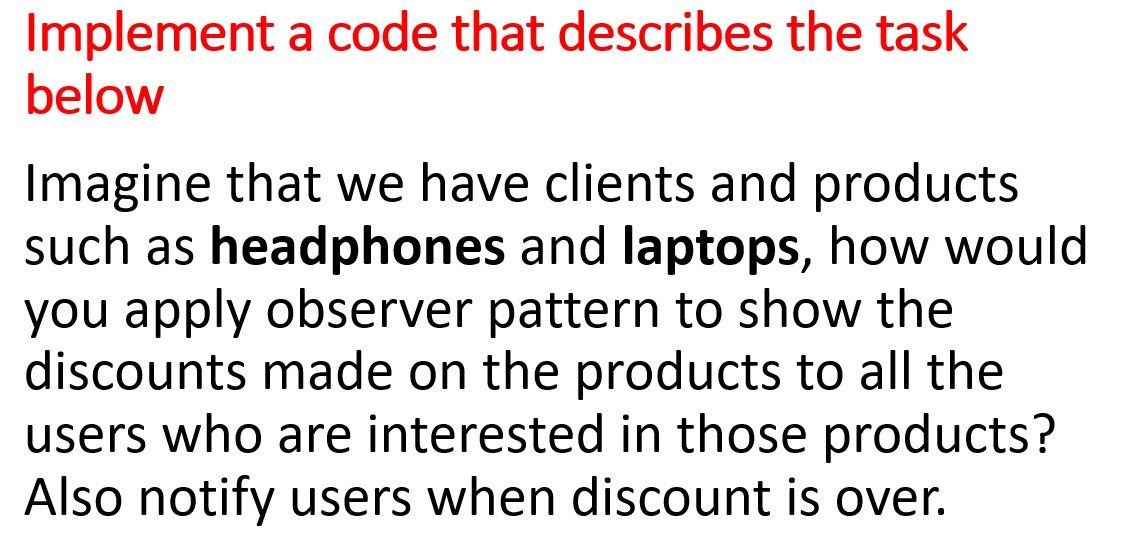 Implement a code that describes the task
below
Imagine that we have clients and products
such as headphones and laptops, how would
you apply observer pattern to show the
discounts made on the products to all the
users who are interested in those products?
Also notify users when discount is over.